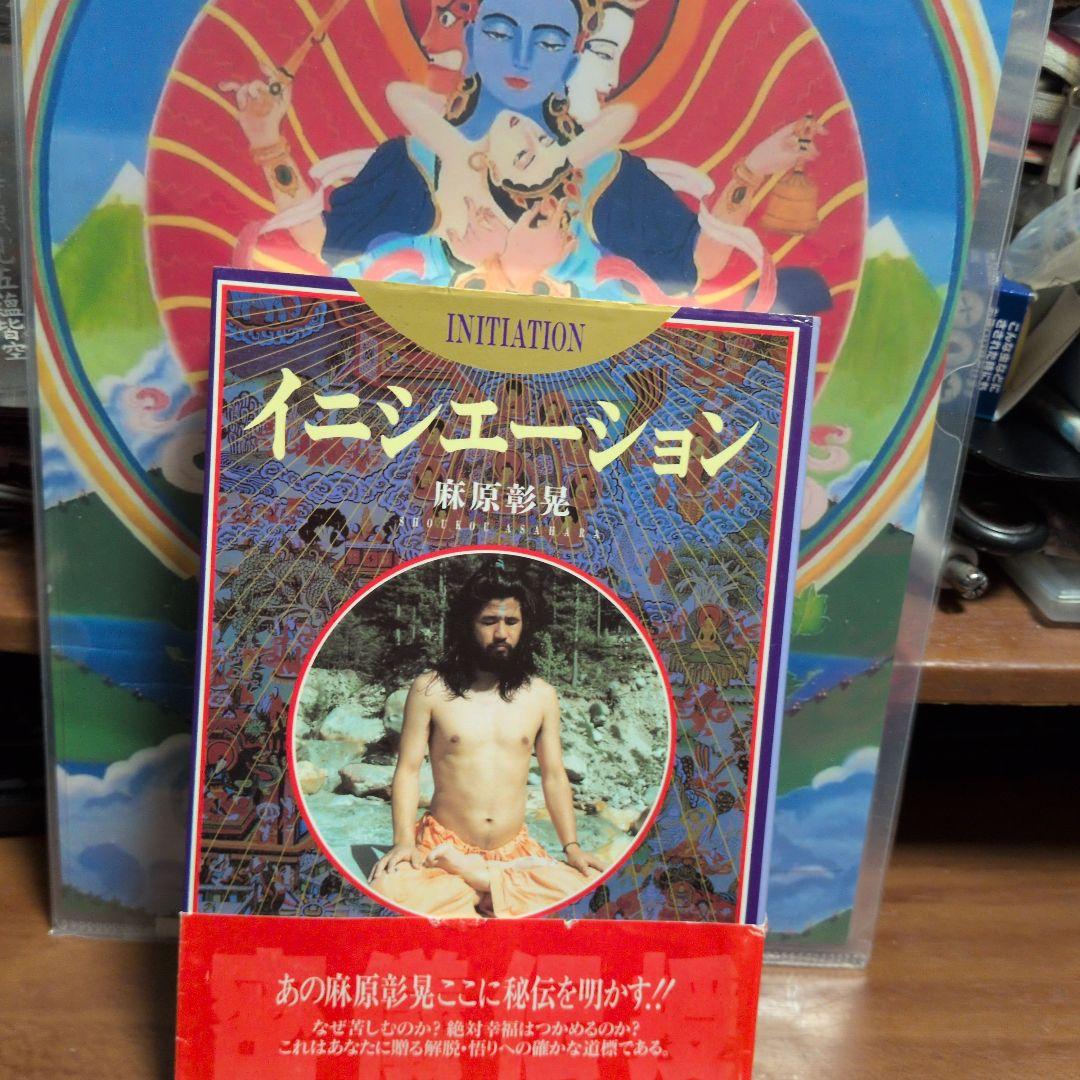 INITIATION
イニシエーション
麻原彰晃
SHOUKOU ASAHARA
あの麻原彰晃ここに秘伝を明かす!!
なぜ苦しむのか? 絶対幸福はつかめるのか?
これはあなたに贈る解脱・悟りへの確かな道標である。